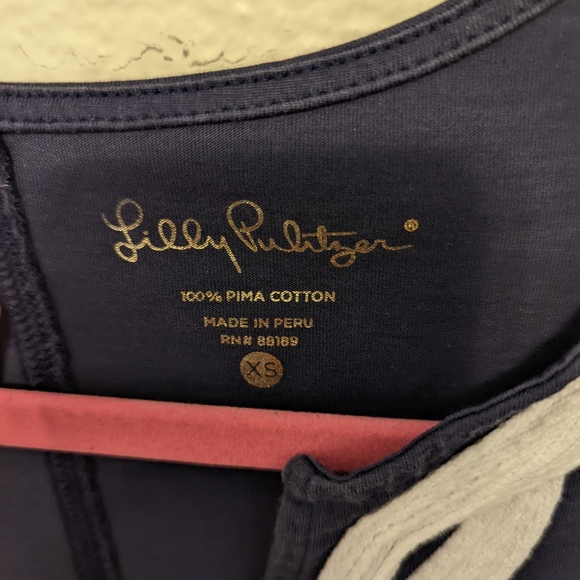 Lilly Pulitzer®
100% PIMA COTTON
MADE IN PERU
RN# 88189
XS